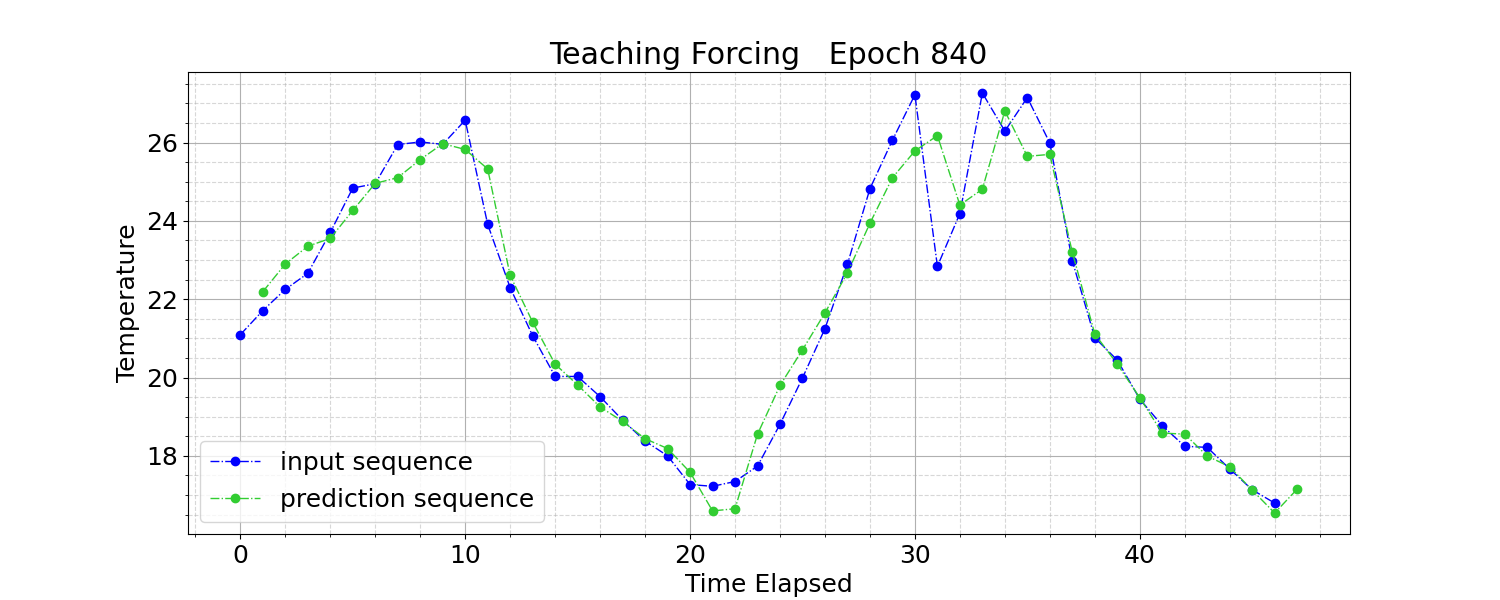 Teaching Forcing   Epoch 840
Temperature
26
24
22
20
18
input sequence
prediction sequence
0 10 20 30 40
Time Elapsed